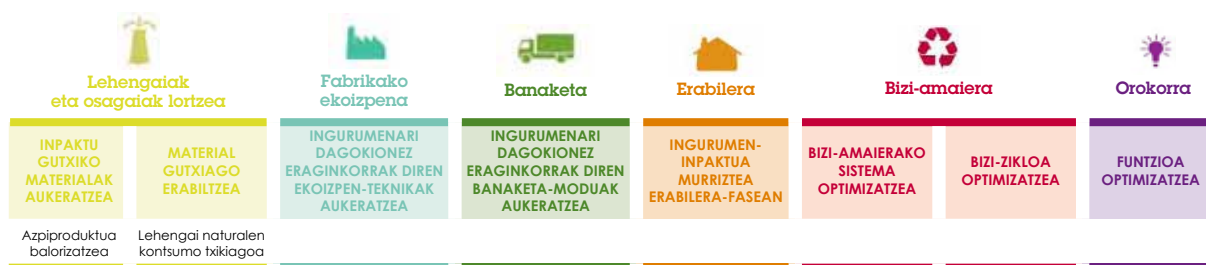 Lehengaiak
eta osagaiak lortzea
Fabrikako
ekoizpena
Banaketa
Erabilera
Bizi-amaiera
Orokorra
INPAKTU
GUTXIKO
MATERIALAK
AUKERATZEA
MATERIAL
GUTXIAGO
ERABILTZEA
INGURUMENARI
DAGOKIONEZ
ERAGINKORRAK DIREN
EKOIZPEN-TEKNIKAK
AUKERATZEA
INGURUMENARI
DAGOKIONEZ
ERAGINKORRAK DIREN
BANAKETA-MODUAK
AUKERATZEA
INGURUMEN-
INPAKTUA
MURRIZTEA
ERABILERA-FASEAN
BIZI-AMAIERAKO
SISTEMA
OPTIMIZATZEA
BIZI-ZIKLOA
OPTIMIZATZEA
FUNTZIOA
OPTIMIZATZEA
Azpiproduktua
balorizatzea
Lehengai naturalen
kontsumo txikiagoa